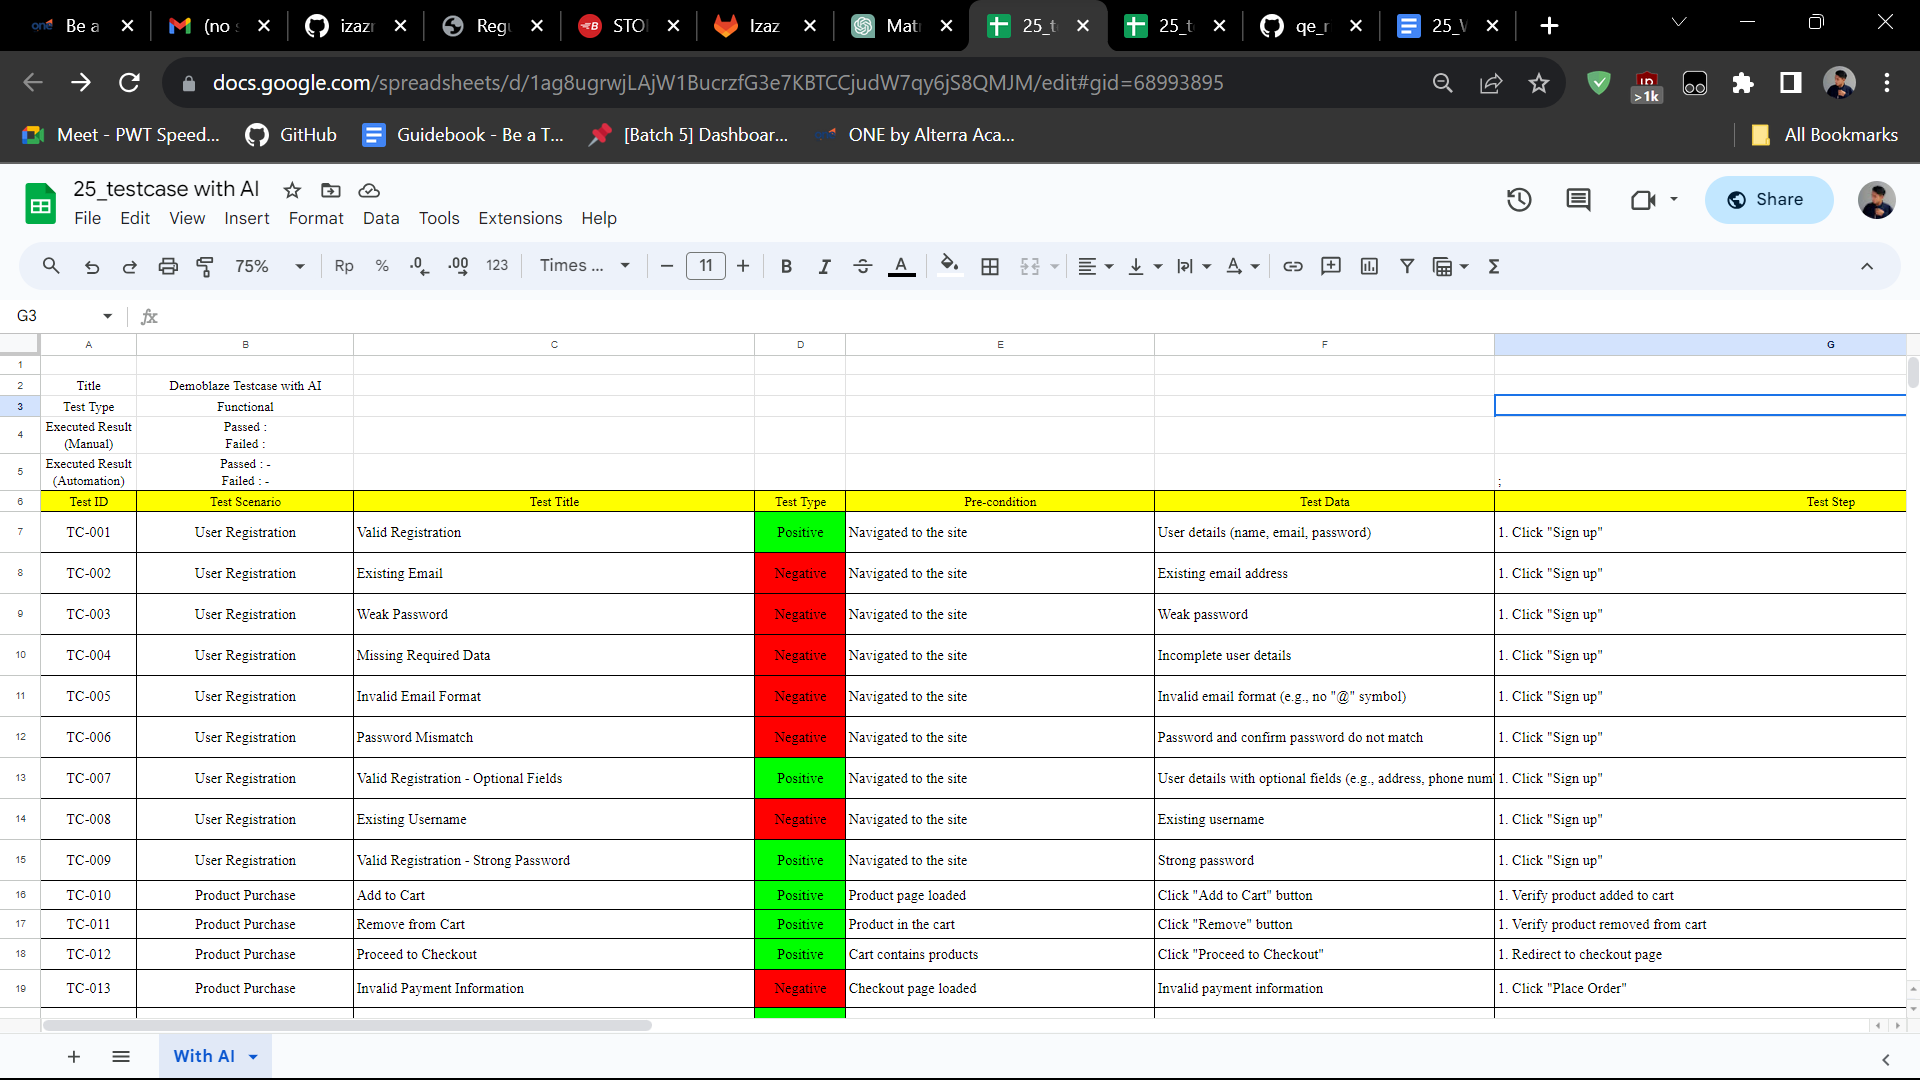 Be a
(no s
izazr
Regu
STO
Izaz
Mat
25_t
25_t
qe_r
25_V
docs.google.com/spreadsheets/d/1ag8ugrwjLAjW1BucrzfG3e7KBTCCjudW7qy6jS8QMJM/edit#gid=68993895
>1k
Meet - PWT Speed...
GitHub
Guidebook - Be a T...
[Batch 5] Dashboar...
ONE by Alterra Aca...
All Bookmarks
25_testcase with AI
File Edit View Insert Format Data Tools Extensions Help
Share
75% Rp % .0 .00 123 Times ... 11 B I A Σ
G3 fx
A B C D E F G
1
2 Title Demoblaze Testcase with AI
3 Test Type Functional
4 Executed Result (Manual) Passed : Failed :
5 Executed Result (Automation) Passed : - Failed : - ;
6 Test ID Test Scenario Test Title Test Type Pre-condition Test Data Test Step
7 TC-001 User Registration Valid Registration Positive Navigated to the site User details (name, email, password) 1. Click "Sign up"
8 TC-002 User Registration Existing Email Negative Navigated to the site Existing email address 1. Click "Sign up"
9 TC-003 User Registration Weak Password Negative Navigated to the site Weak password 1. Click "Sign up"
10 TC-004 User Registration Missing Required Data Negative Navigated to the site Incomplete user details 1. Click "Sign up"
11 TC-005 User Registration Invalid Email Format Negative Navigated to the site Invalid email format (e.g., no "@" symbol) 1. Click "Sign up"
12 TC-006 User Registration Password Mismatch Negative Navigated to the site Password and confirm password do not match 1. Click "Sign up"
13 TC-007 User Registration Valid Registration - Optional Fields Positive Navigated to the site User details with optional fields (e.g., address, phone num 1. Click "Sign up"
14 TC-008 User Registration Existing Username Negative Navigated to the site Existing username 1. Click "Sign up"
15 TC-009 User Registration Valid Registration - Strong Password Positive Navigated to the site Strong password 1. Click "Sign up"
16 TC-010 Product Purchase Add to Cart Positive Product page loaded Click "Add to Cart" button 1. Verify product added to cart
17 TC-011 Product Purchase Remove from Cart Positive Product in the cart Click "Remove" button 1. Verify product removed from cart
18 TC-012 Product Purchase Proceed to Checkout Positive Cart contains products Click "Proceed to Checkout" 1. Redirect to checkout page
19 TC-013 Product Purchase Invalid Payment Information Negative Checkout page loaded Invalid payment information 1. Click "Place Order"
With AI